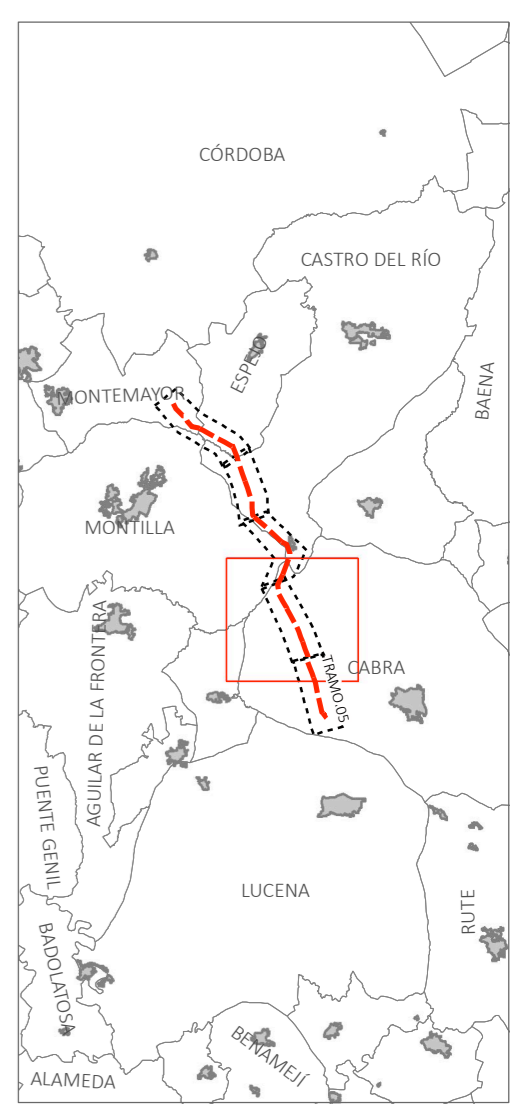 CÓRDOBA
CASTRO DEL RÍO
ESPEJO
BAENA
MONTEMAYOR
MONTILLA
AGUILAR DE LA FRONTERA
CABRA
TRAMO.05
PUENTE GENIL
LUCENA
RUTE
BADOLATOSA
BENAMEJÍ
ALAMEDA